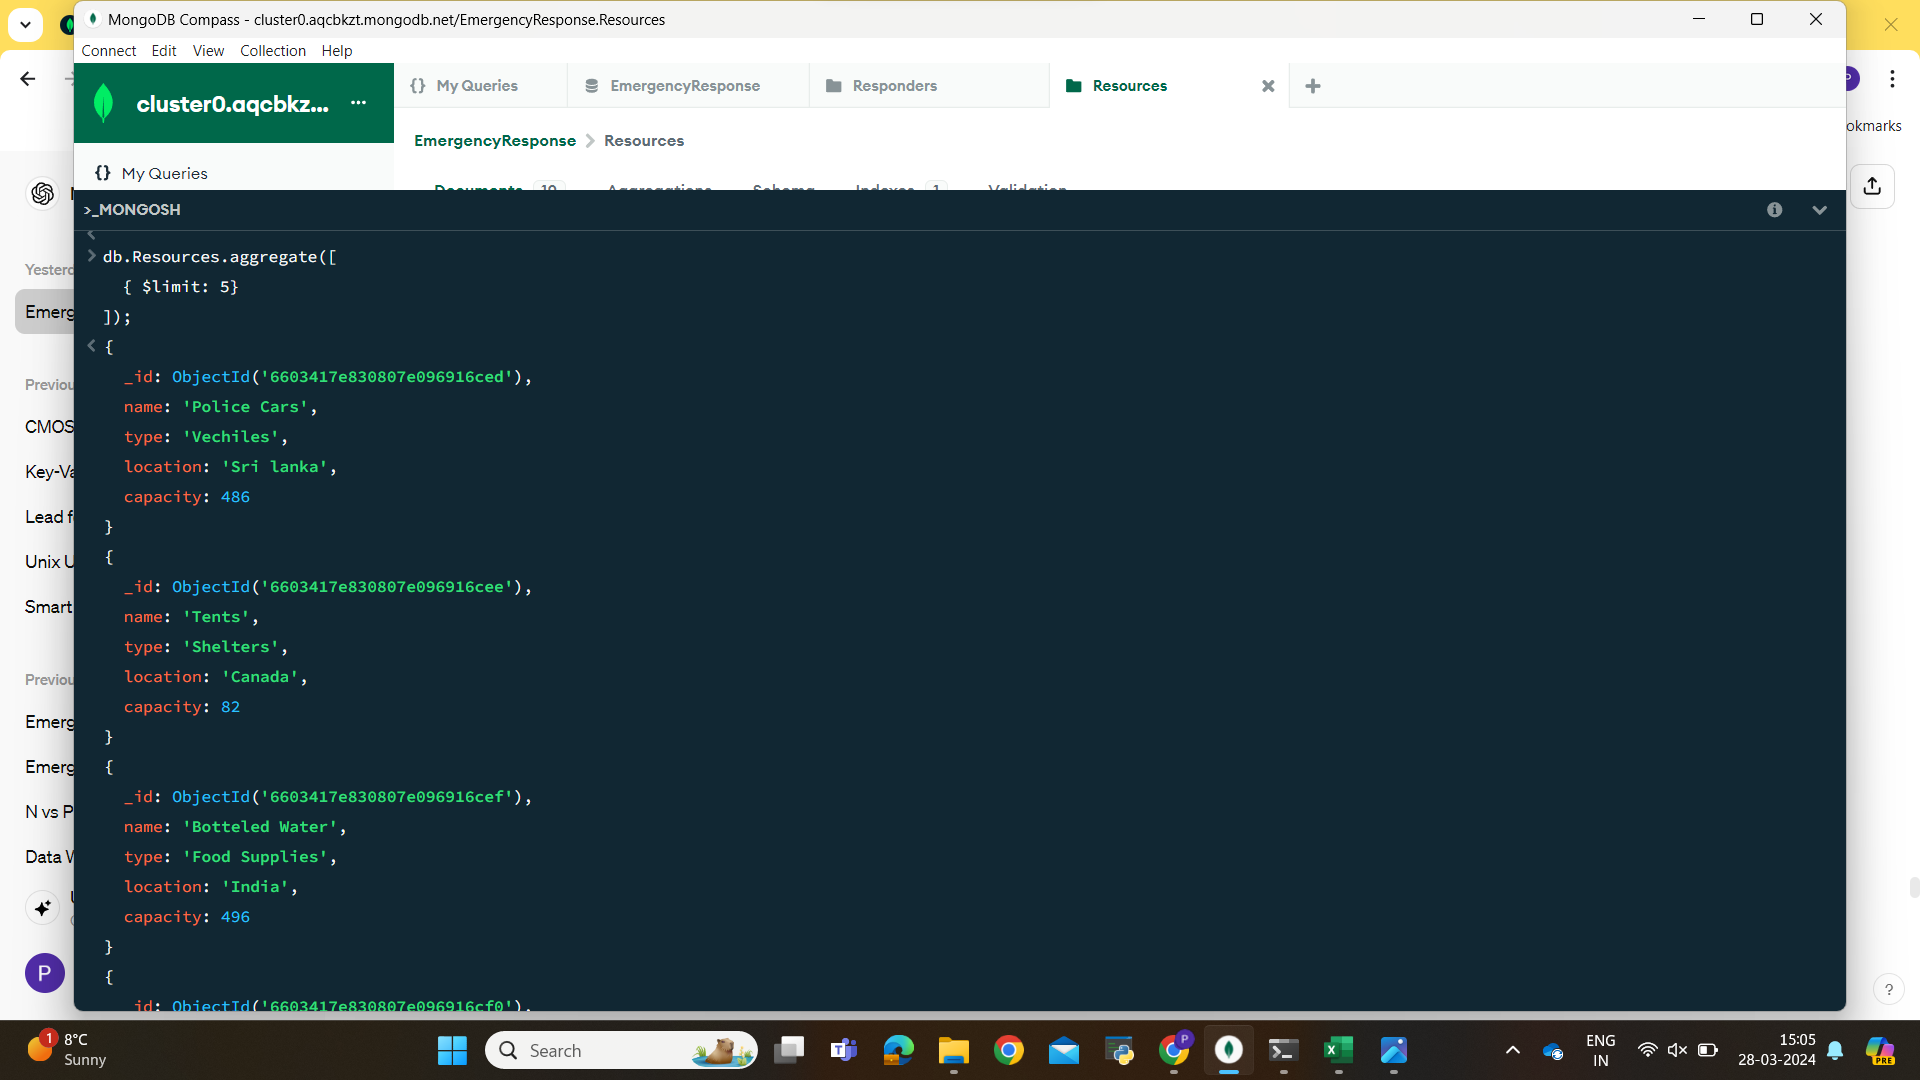 MongoDB Compass - cluster0.aqcbkzt.mongodb.net/EmergencyResponse.Resources
Connect Edit View Collection Help
cluster0.aqcbkz... ...
{} My Queries
EmergencyResponse
Responders
Resources
okmarks
EmergencyResponse > Resources
{} My Queries
Documents 10 Aggregations Schema Indexes 1 Validation
>_MONGOSH
> db.Resources.aggregate([
{ $limit: 5}
]);
< {
_id: ObjectId('6603417e830807e096916ced'),
name: 'Police Cars',
type: 'Vechiles',
location: 'Sri lanka',
capacity: 486
}
{
_id: ObjectId('6603417e830807e096916cee'),
name: 'Tents',
type: 'Shelters',
location: 'Canada',
capacity: 82
}
{
_id: ObjectId('6603417e830807e096916cef'),
name: 'Botteled Water',
type: 'Food Supplies',
location: 'India',
capacity: 496
}
{
_id: ObjectId('6603417e830807e096916cf0'),
Yesterd
Emerg
Previou
CMOS
Key-Va
Lead f
Unix U
Smart
Previou
Emerg
Emerg
N vs P
Data W
P
?
1
8°C
Sunny
Search
P
ENG
IN
15:05
28-03-2024
PRE